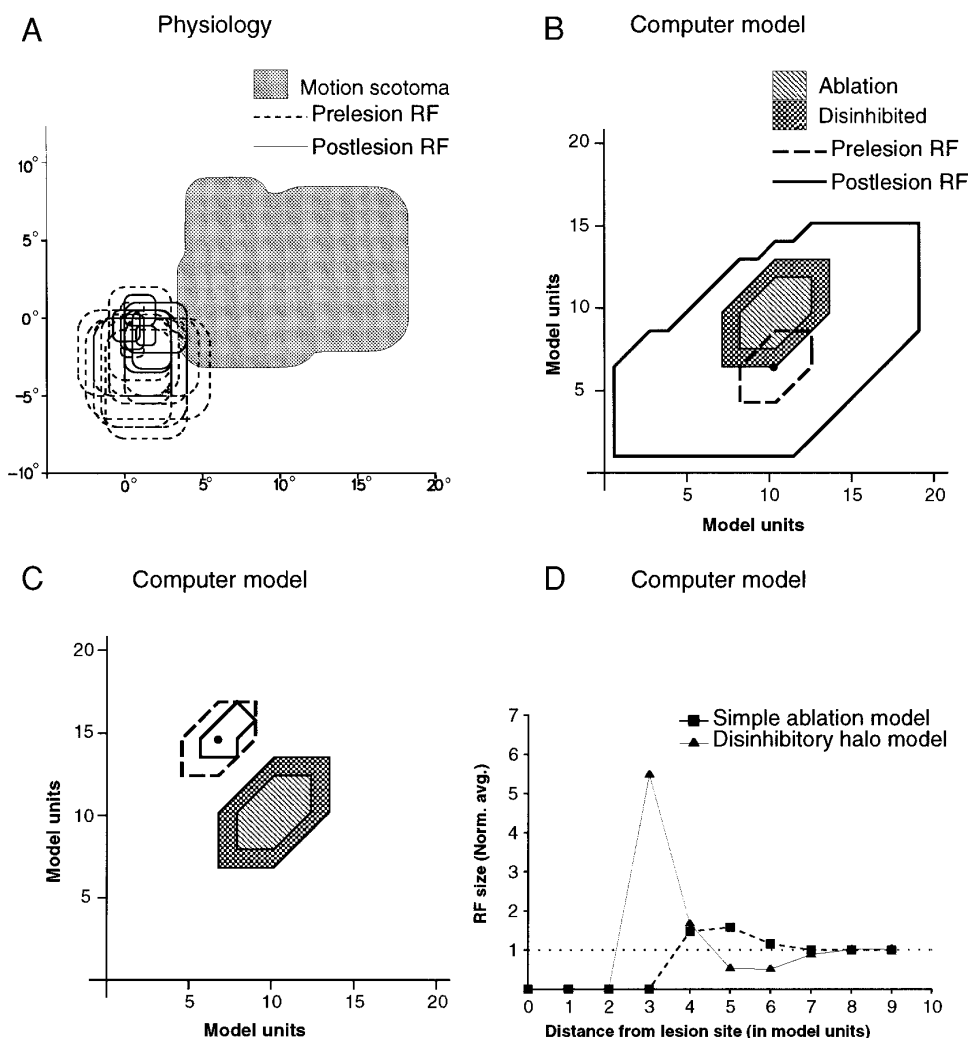 A
Physiology
Motion scotoma
Prelesion RF
Postlesion RF
10°
5°
0°
–5°
–10°
0°
5°
10°
15°
20°
B
Computer model
Ablation
Disinhibited
Prelesion RF
Postlesion RF
20
15
10
5
Model units
5
10
15
20
Model units
C
Computer model
20
15
10
5
Model units
5
10
15
20
Model units
D
Computer model
Simple ablation model
Disinhibitory halo model
7
6
5
4
3
2
1
RF size (Norm. avg.)
0 1 2 3 4 5 6 7 8 9 10
Distance from lesion site (in model units)